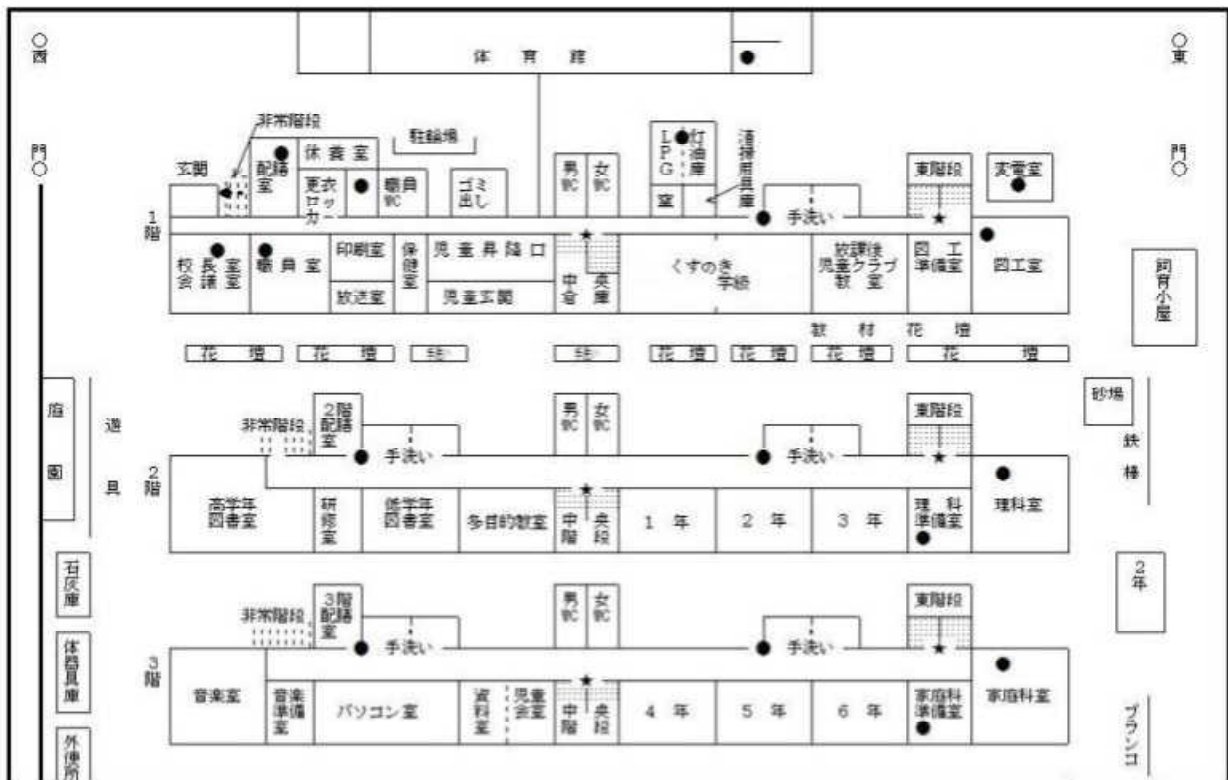 ○西
体育館
○東
門○
門○
非常階段
玄関
配膳室
休養室
駐輪場
更衣ロッカ
職員WC
ゴミ出し
男WC
女WC
LPG
灯油庫
室
清掃用具庫
東階段
変電室
手洗い
1階
校長室
会議室
職員室
印刷室
放送室
保健室
児童昇降口
児童玄関
中央倉庫
くすのき学級
放課後児童クラブ教室
図工準備室
図工室
飼育小屋
教材花壇
花壇
花壇
花壇
花壇
花壇
花壇
庭園
遊具
砂場
鉄棒
2階
非常階段
2階配膳室
手洗い
男WC
女WC
手洗い
東階段
高学年図書室
研修室
低学年図書室
多目的教室
中央階段
1年
2年
3年
理科準備室
理科室
石灰庫
体器具庫
外便所
2年
ブランコ
3階
非常階段
3階配膳室
手洗い
男WC
女WC
手洗い
東階段
音楽室
音楽準備室
パソコン室
資料室
児童会室
中央階段
4年
5年
6年
家庭科準備室
家庭科室